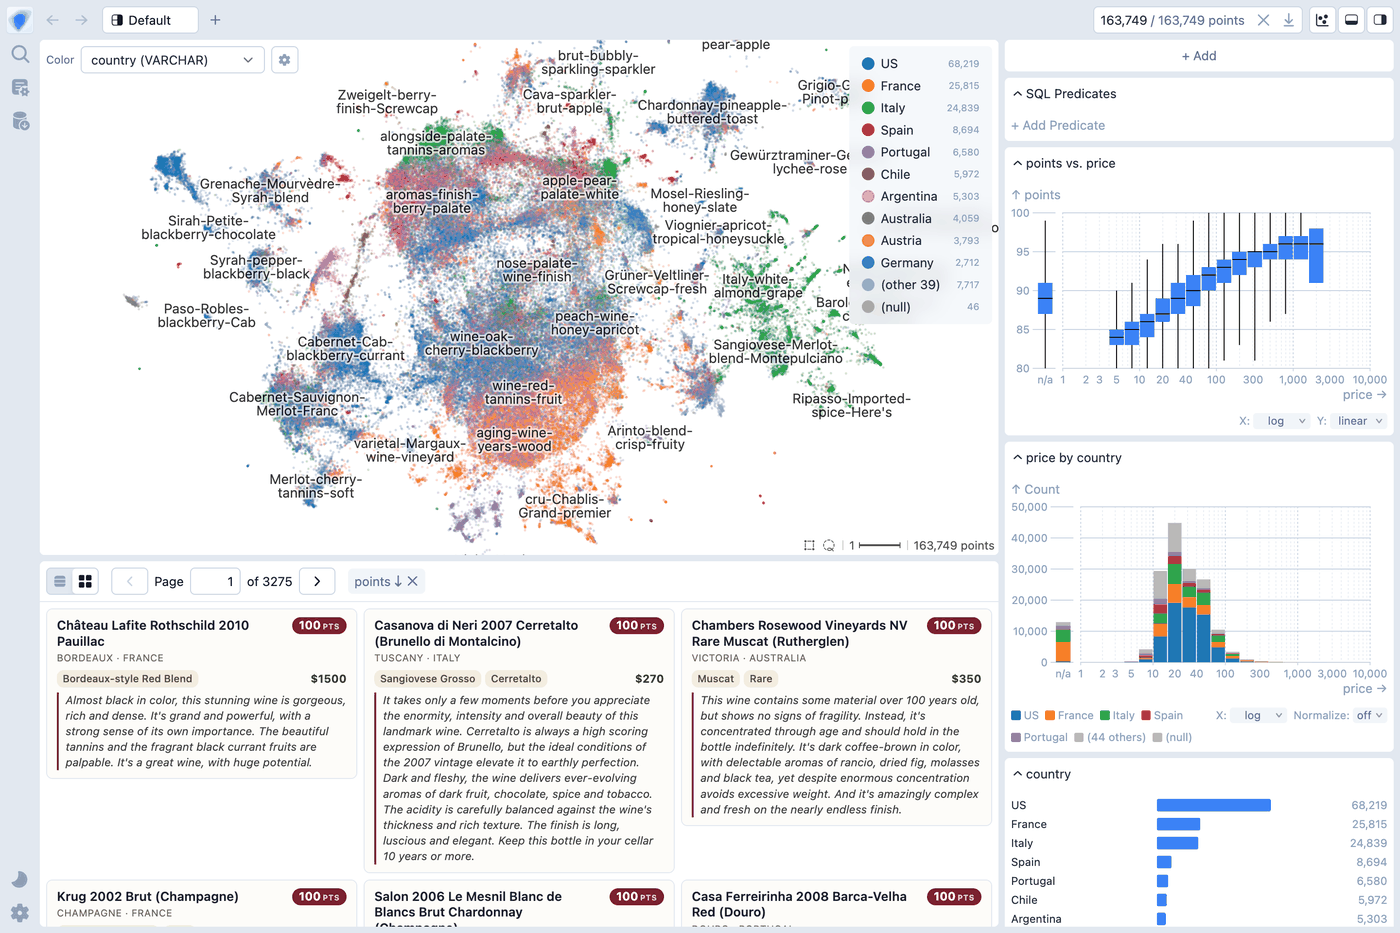 Default
163,749 / 163,749 points
Color
country (VARCHAR)
pear-apple
brut-bubbly-
sparkling-sparkler
Zweigelt-berry-
finish-Screwcap
Cava-sparkler-
brut-apple
Chardonnay-pineapple-
buttered-toast
Grigio-G
Pinot-p
alongside-palate-
tannins-aromas
Gewürztraminer-Ge
lychee-rose
Grenache-Mourvèdre-
Syrah-blend
aromas-finish-
berry-palate
apple-pear-
palate-white
Mosel-Riesling-
honey-slate
Sirah-Petite-
blackberry-chocolate
Viognier-apricot-
tropical-honeysuckle
Syrah-pepper-
blackberry-black
nose-palate-
wine-finish
Grüner-Veltliner-
Screwcap-fresh
Italy-white-
almond-grape
Paso-Robles-
blackberry-Cab
peach-wine-
honey-apricot
Cabernet-Cab-
blackberry-currant
wine-oak-
cherry-blackberry
Sangiovese-Merlot-
blend-Montepulciano
Cabernet-Sauvignon-
Merlot-Franc
wine-red-
tannins-fruit
Ripasso-Imported-
spice-Here's
varietal-Margaux-
wine-vineyard
aging-wine-
years-wood
Arinto-blend-
crisp-fruity
Merlot-cherry-
tannins-soft
cru-Chablis-
Grand-premier
US 68,219
France 25,815
Italy 24,839
Spain 8,694
Portugal 6,580
Chile 5,972
Argentina 5,303
Australia 4,059
Austria 3,793
Germany 2,712
(other 39) 7,717
(null) 46
1 163,749 points
Page 1 of 3275
points ↓
Château Lafite Rothschild 2010
Pauillac
100 PTS
BORDEAUX · FRANCE
Bordeaux-style Red Blend
$1500
Almost black in color, this stunning wine is gorgeous,
rich and dense. It's grand and powerful, with a
strong sense of its own importance. The beautiful
tannins and the fragrant black currant fruits are
palpable. It's a great wine, with huge potential.
Casanova di Neri 2007 Cerretalto
(Brunello di Montalcino)
100 PTS
TUSCANY · ITALY
Sangiovese Grosso Cerretalto
$270
It takes only a few moments before you appreciate
the enormity, intensity and overall beauty of this
landmark wine. Cerretalto is always a high scoring
expression of Brunello, but the ideal conditions of
the 2007 vintage elevate it to earthly perfection.
Dark and fleshy, the wine delivers ever-evolving
aromas of dark fruit, chocolate, spice and tobacco.
The acidity is carefully balanced against the wine's
thickness and rich texture. The finish is long,
luscious and elegant. Keep this bottle in your cellar
10 years or more.
Chambers Rosewood Vineyards NV
Rare Muscat (Rutherglen)
100 PTS
VICTORIA · AUSTRALIA
Muscat Rare
$350
This wine contains some material over 100 years old,
but shows no signs of fragility. Instead, it's
concentrated through age and should hold in the
bottle indefinitely. It's dark coffee-brown in color,
with delectable aromas of rancio, dried fig, molasses
and black tea, yet despite enormous concentration
avoids excessive weight. And it's amazingly complex
and fresh on the nearly endless finish.
Krug 2002 Brut (Champagne)
100 PTS
CHAMPAGNE · FRANCE
Salon 2006 Le Mesnil Blanc de
Blancs Brut Chardonnay
(Champagne)
100 PTS
Casa Ferreirinha 2008 Barca-Velha
Red (Douro)
100 PTS
+ Add
SQL Predicates
+ Add Predicate
points vs. price
↑ points
100
95
90
85
80
n/a 1 2 3 5 10 20 40 100 300 1,000 3,000 10,000
price →
X: log Y: linear
price by country
↑ Count
50,000
40,000
30,000
20,000
10,000
0
n/a 1 2 3 5 10 20 40 100 300 1,000 3,000 10,000
price →
US France Italy Spain
X: log Normalize: off
Portugal (44 others) (null)
country
US 68,219
France 25,815
Italy 24,839
Spain 8,694
Portugal 6,580
Chile 5,972
Argentina 5,303